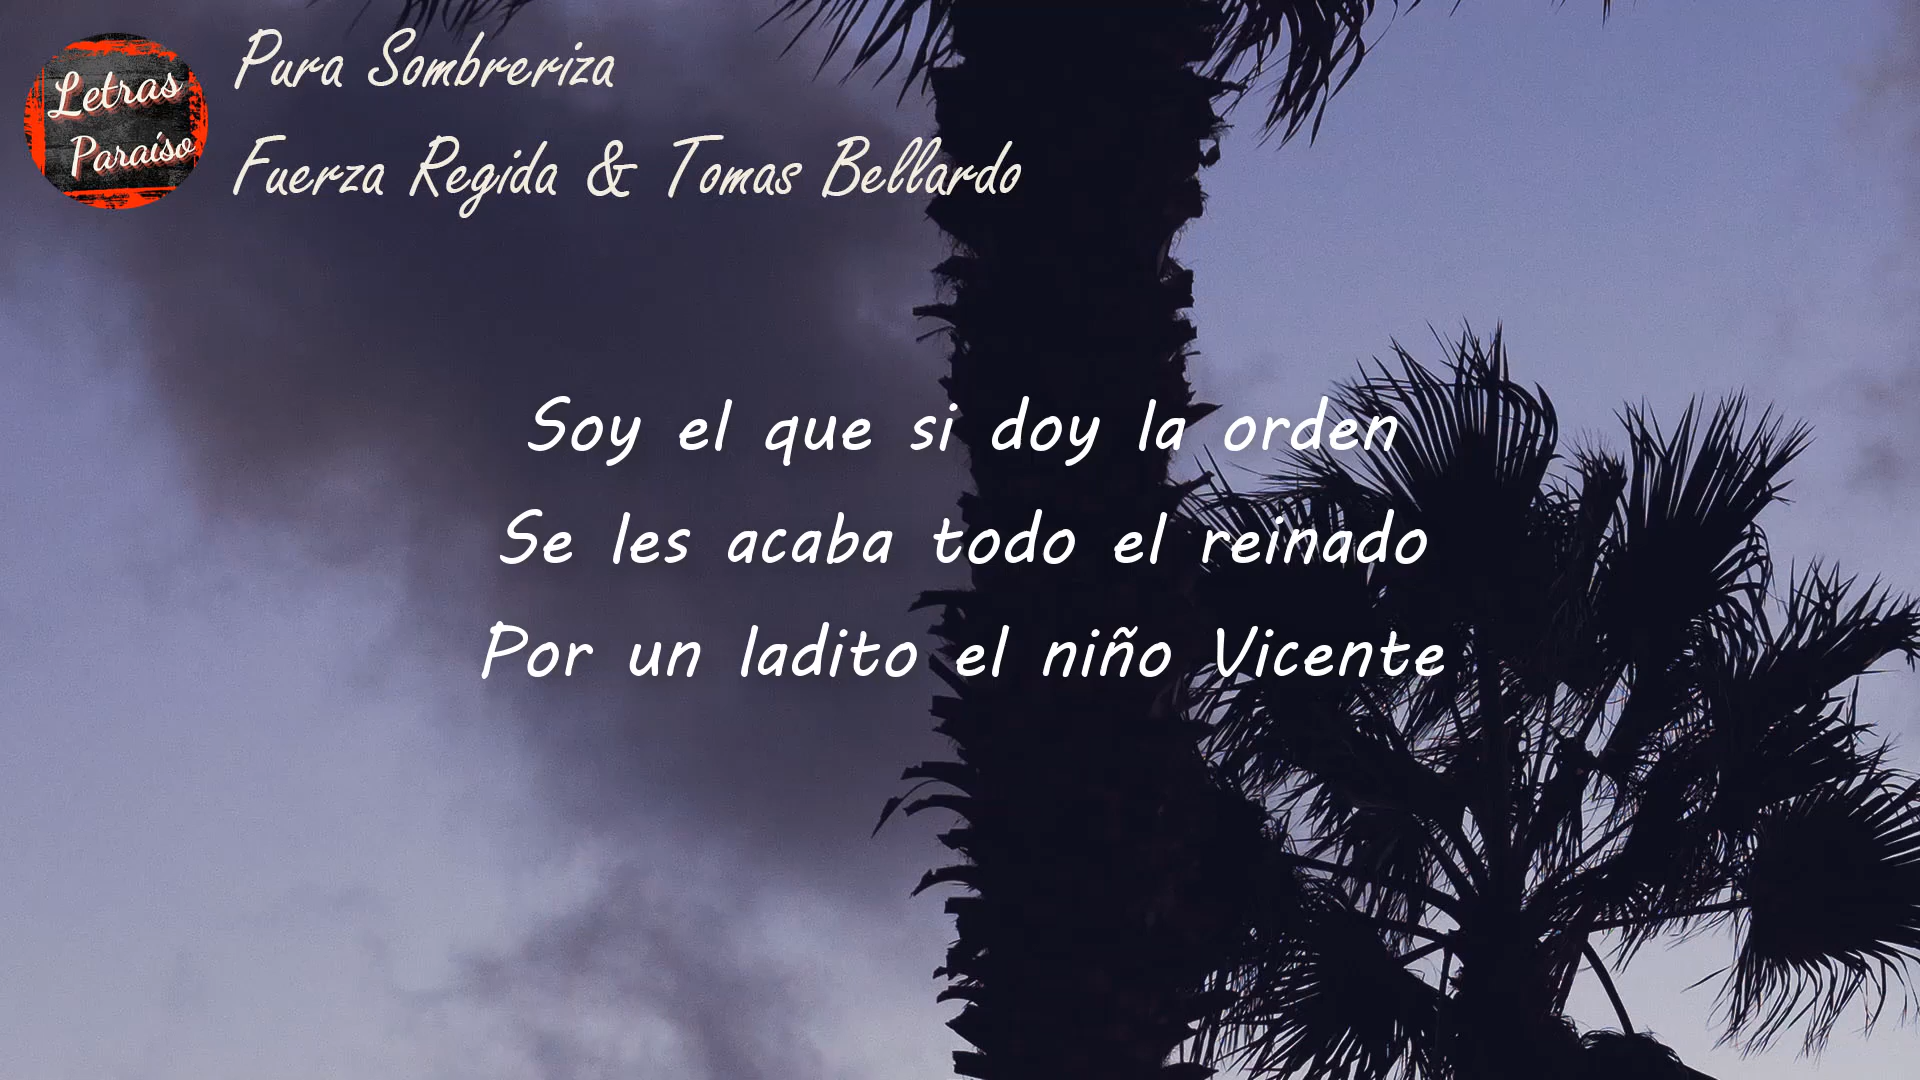 Letras
Paraíso
Pura Sombreriza
Fuerza Regida & Tomas Bellardo
Soy el que si doy la orden
Se les acaba todo el reinado
Por un ladito el niño Vicente